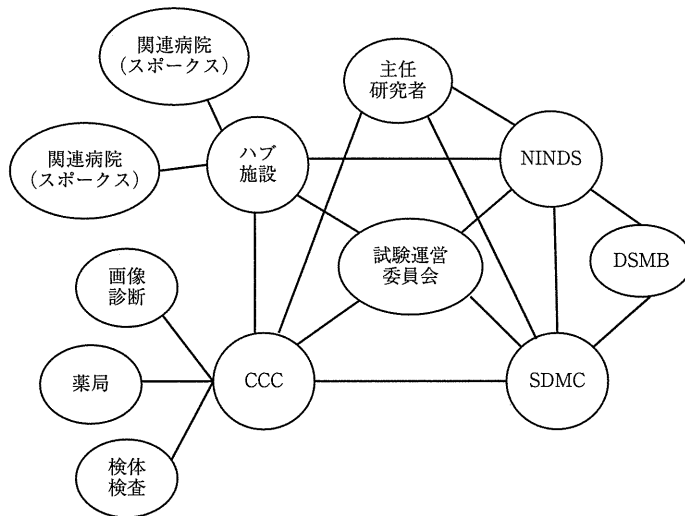 関連病院
（スポークス）
主任
研究者
関連病院
（スポークス）
ハブ
施設
NINDS
試験運営
委員会
DSMB
画像
診断
薬局
CCC
SDMC
検体
検査